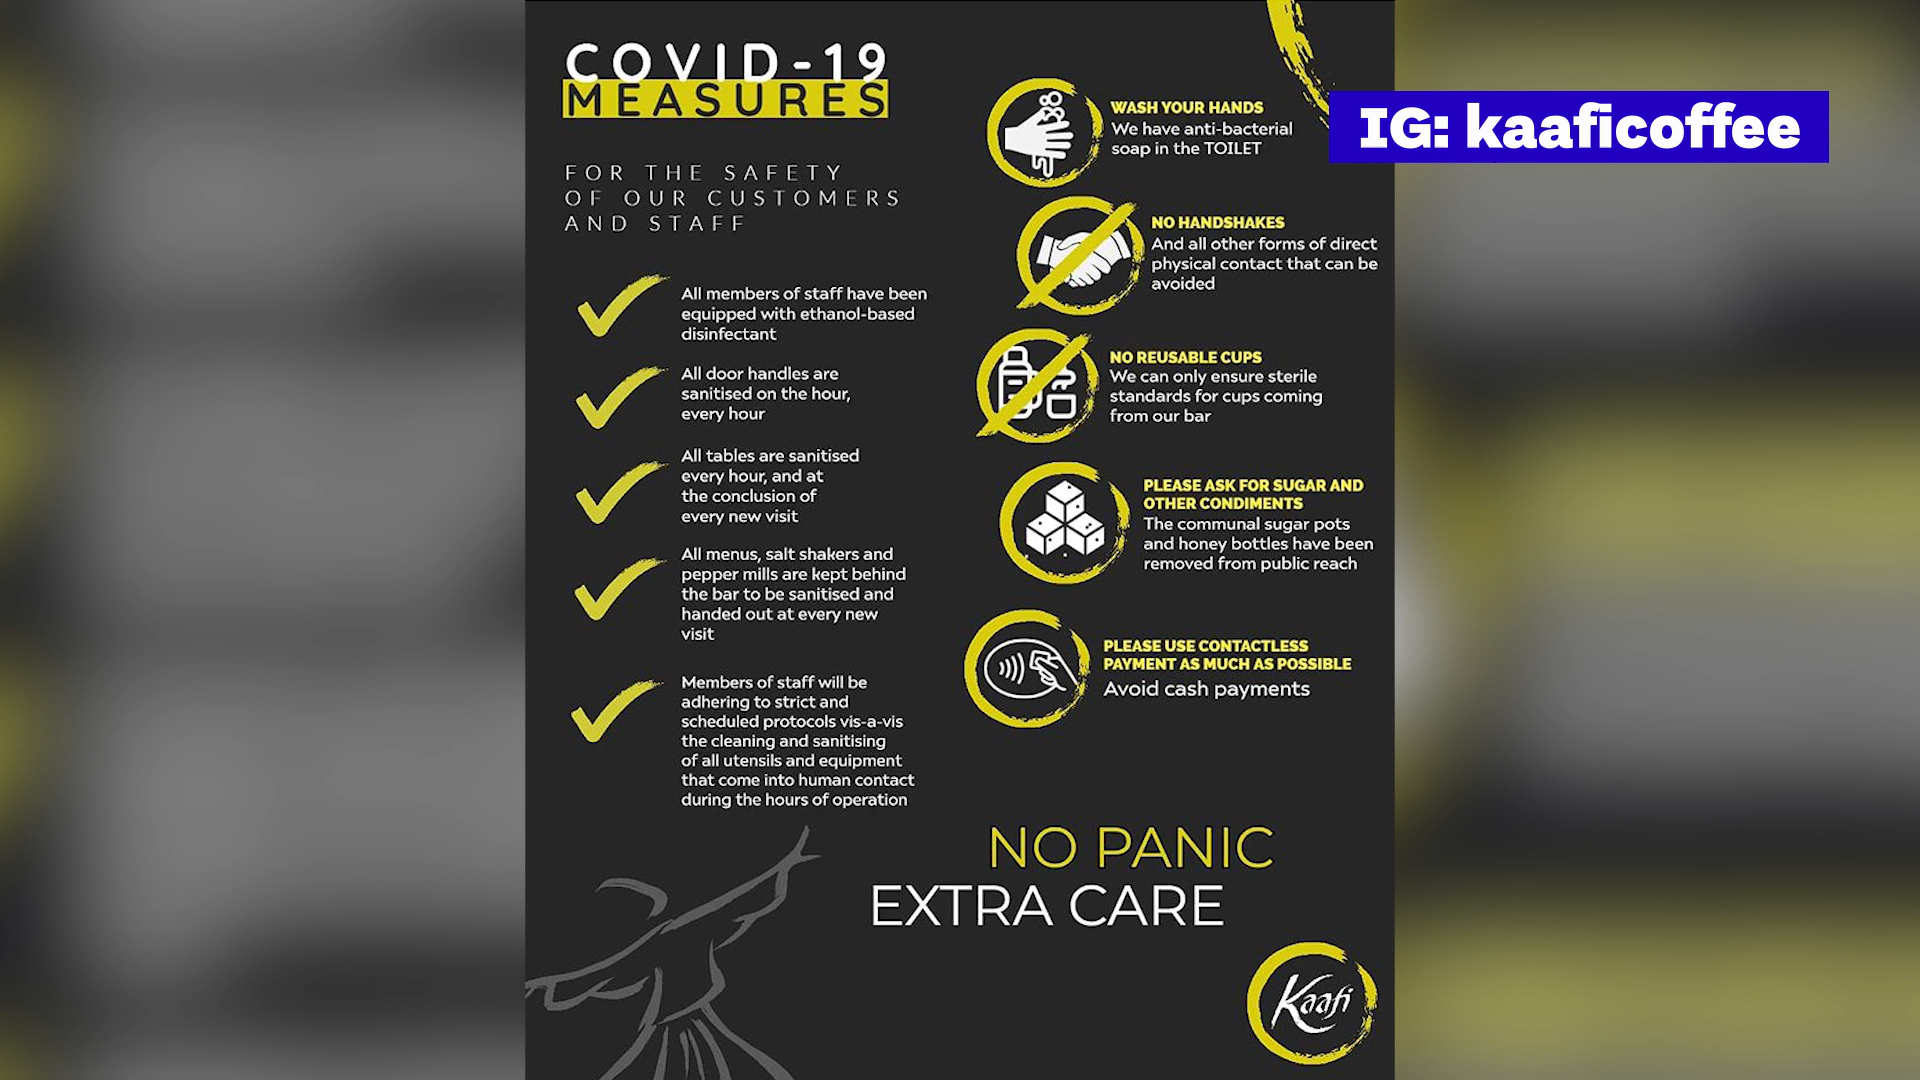 COVID-19
MEASURES
FOR THE SAFETY
OF OUR CUSTOMERS
AND STAFF
All members of staff have been
equipped with ethanol-based
disinfectant
All door handles are
sanitised on the hour,
every hour
All tables are sanitised
every hour, and at
the conclusion of
every new visit
All menus, salt shakers and
pepper mills are kept behind
the bar to be sanitised and
handed out at every new
visit
Members of staff will be
adhering to strict and
scheduled protocols vis-a-vis
the cleaning and sanitising
of all utensils and equipment
that come into human contact
during the hours of operation
WASH YOUR HANDS
We have anti-bacterial
soap in the TOILET
IG: kaaficoffee
NO HANDSHAKES
And all other forms of direct
physical contact that can be
avoided
NO REUSABLE CUPS
We can only ensure sterile
standards for cups coming
from our bar
PLEASE ASK FOR SUGAR AND
OTHER CONDIMENTS
The communal sugar pots
and honey bottles have been
removed from public reach
PLEASE USE CONTACTLESS
PAYMENT AS MUCH AS POSSIBLE
Avoid cash payments
NO PANIC
EXTRA CARE
Kaafi